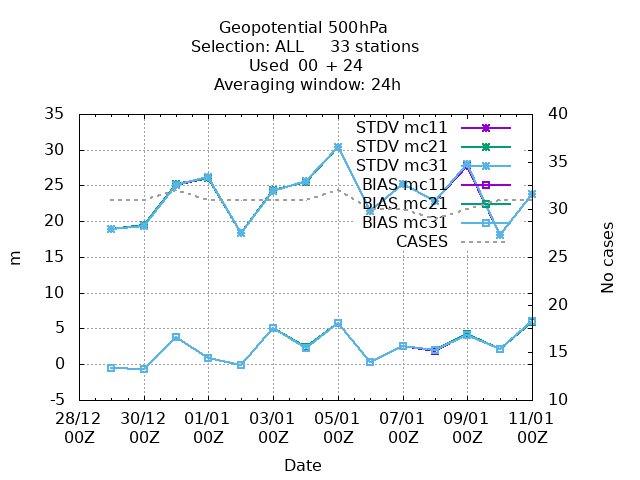 Geopotential 500hPa
Selection: ALL 33 stations
Used 00 + 24
Averaging window: 24h
35 40
STDV mc11
30 STDV mc21 35
STDV mc31
25 BIAS mc11
BIAS mc21 30
20 BIAS mc31
CASES
15 25
m
No cases
10 20
5 15
0
-5 10
28/12 30/12 01/01 03/01 05/01 07/01 09/01 11/01
00Z 00Z 00Z 00Z 00Z 00Z 00Z 00Z
Date